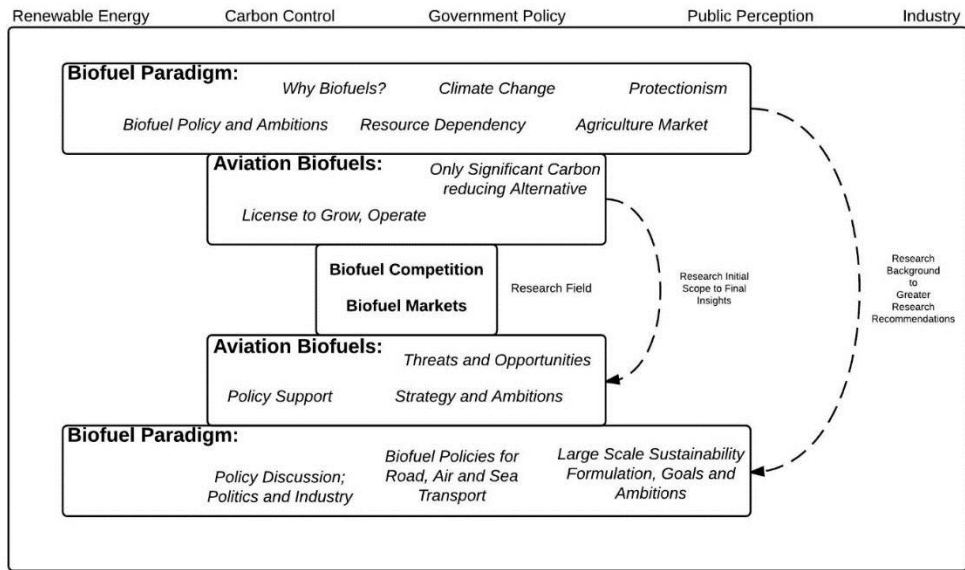 Renewable Energy Carbon Control Government Policy Public Perception Industry
Biofuel Paradigm:
Why Biofuels? Climate Change Protectionism
Biofuel Policy and Ambitions Resource Dependency Agriculture Market
Aviation Biofuels:
Only Significant Carbon
reducing Alternative
License to Grow, Operate
Biofuel Competition
Biofuel Markets
Research Field
Research Initial
Scope to Final
Insights
Research
Background
to
Greater
Research
Recommendations
Aviation Biofuels:
Threats and Opportunities
Policy Support Strategy and Ambitions
Biofuel Paradigm:
Policy Discussion;
Politics and Industry
Biofuel Policies for
Road, Air and Sea
Transport
Large Scale Sustainability
Formulation, Goals and
Ambitions